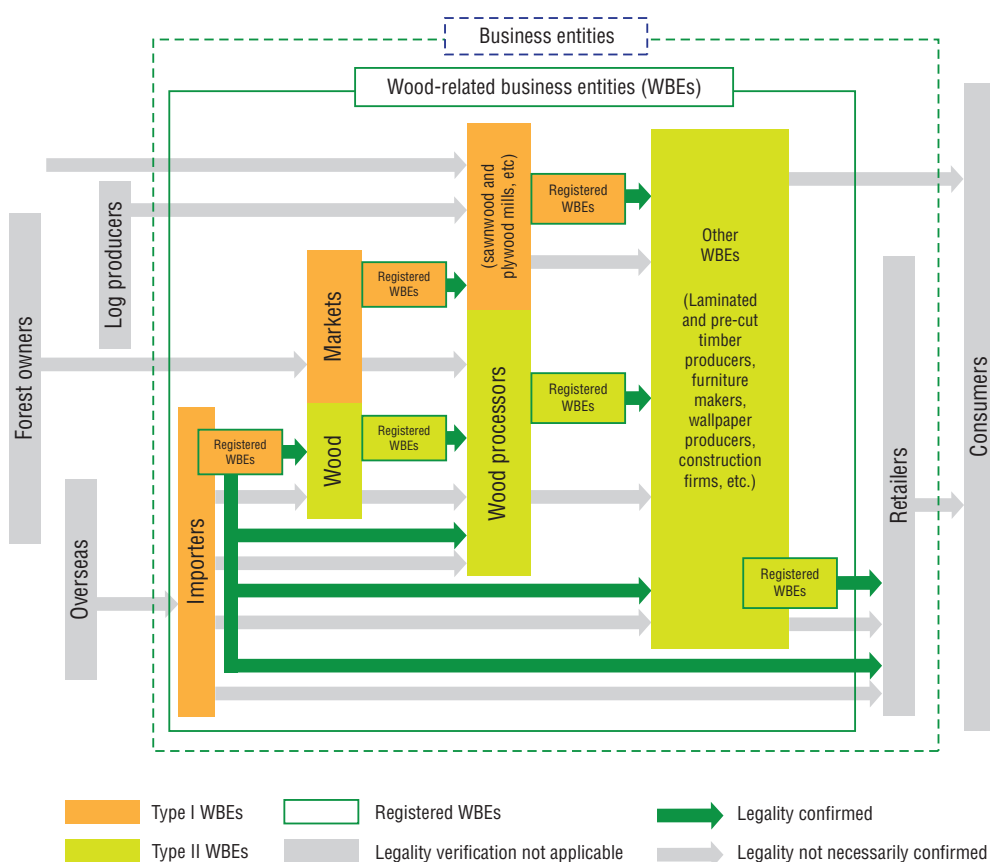 Business entities
Wood-related business entities (WBEs)
Forest owners
Log producers
Overseas
Importers
Registered
WBEs
Wood
Markets
Registered
WBEs
Registered
WBEs
Wood processors
(sawnwood and
plywood mills, etc)
Registered
WBEs
Registered
WBEs
Other
WBEs
(Laminated
and pre-cut
timber
producers,
furniture
makers,
wallpaper
producers,
construction
firms, etc.)
Registered
WBEs
Retailers
Consumers
Type I WBEs
Registered WBEs
Legality confirmed
Type II WBEs
Legality verification not applicable
Legality not necessarily confirmed